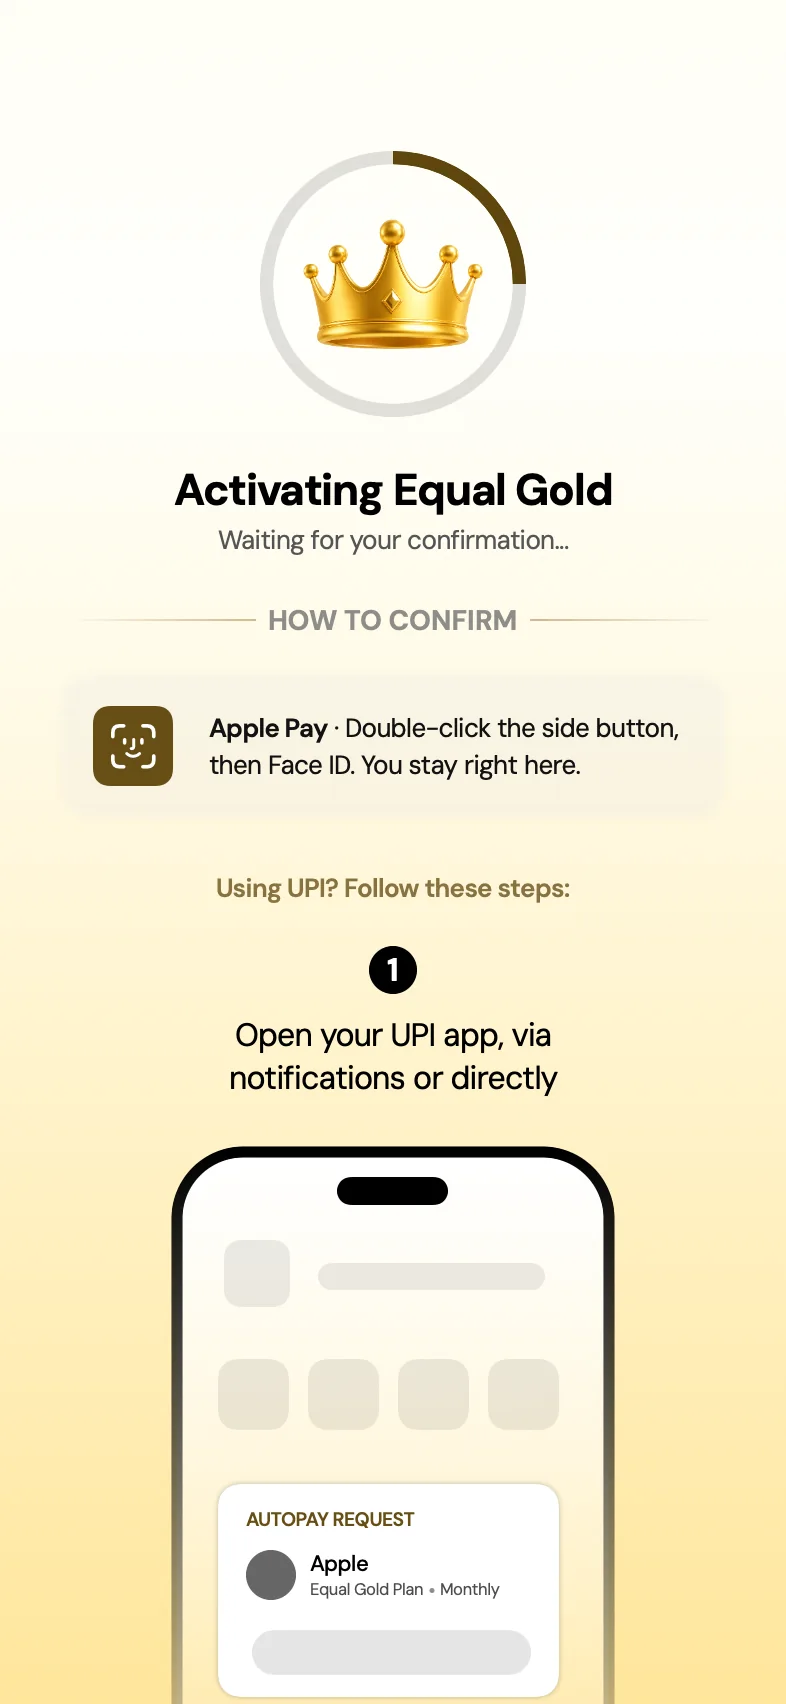 Activating Equal Gold
Waiting for your confirmation...
HOW TO CONFIRM
Apple Pay · Double-click the side button,
then Face ID. You stay right here.
Using UPI? Follow these steps:
1
Open your UPI app, via
notifications or directly
AUTOPAY REQUEST
Apple
Equal Gold Plan • Monthly